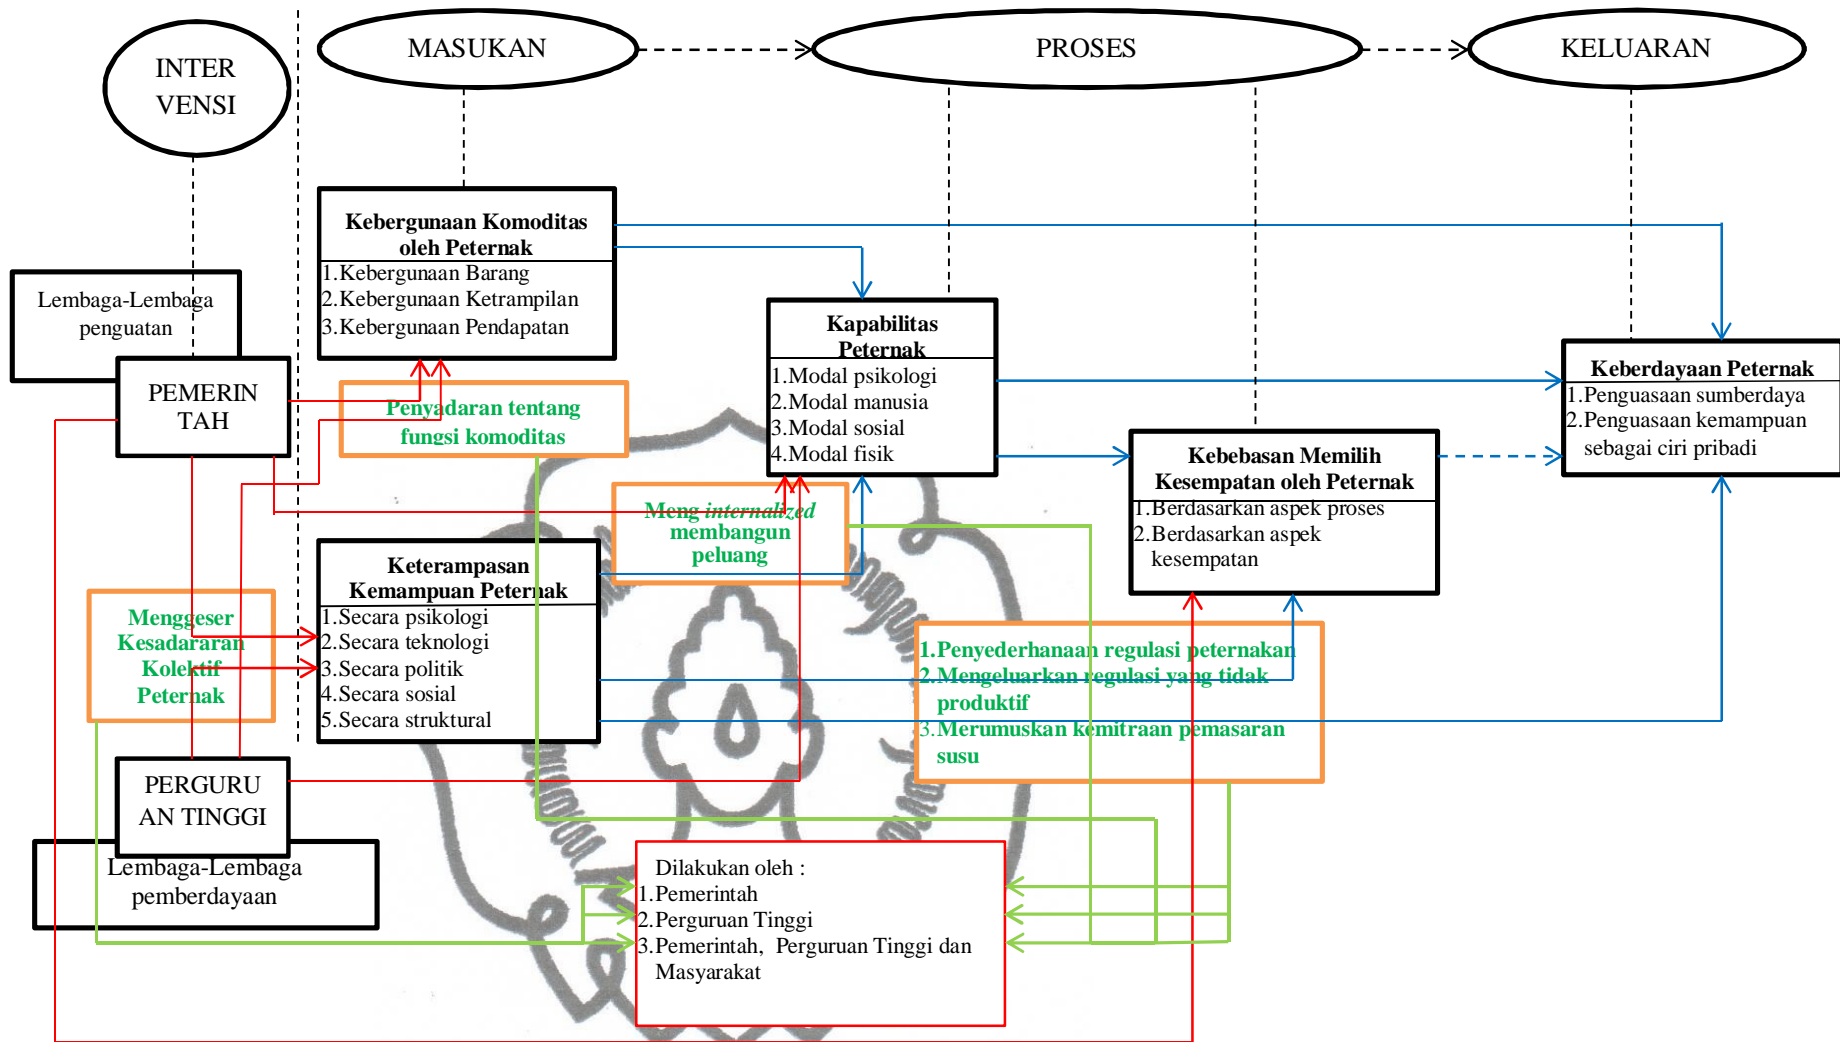 INTER
VENSI
MASUKAN
PROSES
KELUARAN
Kebergunaan Komoditas
oleh Peternak
1.Kebergunaan Barang
2.Kebergunaan Ketrampilan
3.Kebergunaan Pendapatan
Lembaga-Lembaga
penguatan
PEMERIN
TAH
Penyadaran tentang
fungsi komoditas
Kapabilitas
Peternak
1.Modal psikologi
2.Modal manusia
3.Modal sosial
4.Modal fisik
Keberdayaan Peternak
1.Penguasaan sumberdaya
2.Penguasaan kemampuan
sebagai ciri pribadi
Kebebasan Memilih
Kesempatan oleh Peternak
1.Berdasarkan aspek proses
2.Berdasarkan aspek
kesempatan
Meng internalized
membangun
peluang
Keterampasan
Kemampuan Peternak
1.Secara psikologi
2.Secara teknologi
3.Secara politik
4.Secara sosial
5.Secara struktural
Menggeser
Kesadararan
Kolektif
Peternak
1.Penyederhanaan regulasi peternakan
2.Mengeluarkan regulasi yang tidak
produktif
3.Merumuskan kemitraan pemasaran
susu
PERGURU
AN TINGGI
Lembaga-Lembaga
pemberdayaan
Dilakukan oleh :
1.Pemerintah
2.Perguruan Tinggi
3.Pemerintah, Perguruan Tinggi dan
Masyarakat